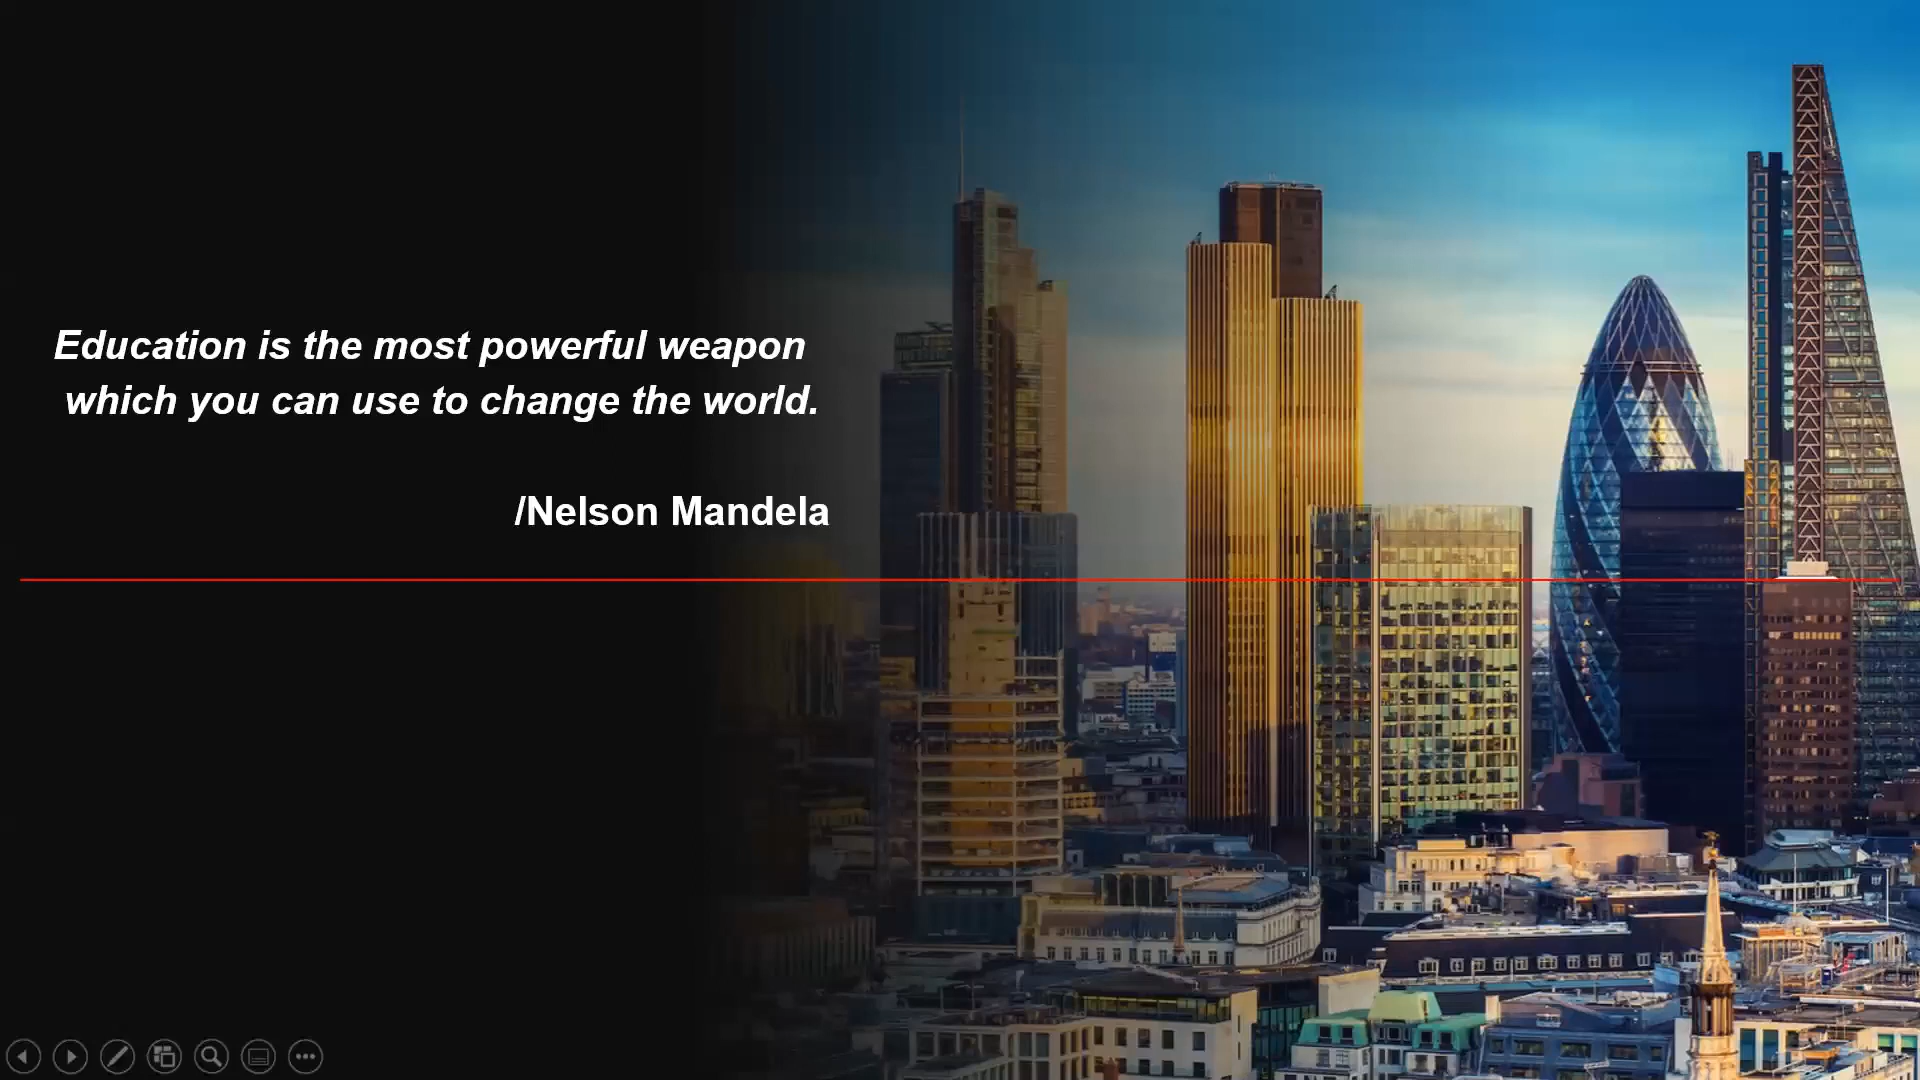 Education is the most powerful weapon
which you can use to change the world.
/Nelson Mandela